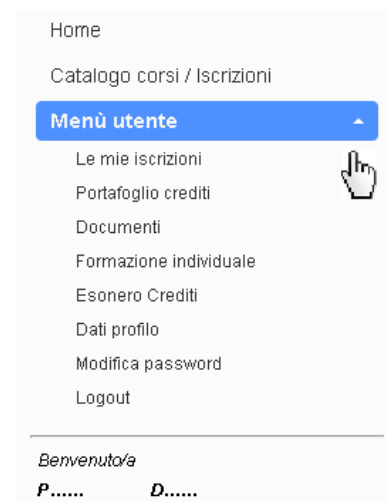 Home
Catalogo corsi / Iscrizioni
Menù utente
Le mie iscrizioni
Portafoglio crediti
Documenti
Formazione individuale
Esonero Crediti
Dati profilo
Modifica password
Logout
Benvenuto/a
P...... D......